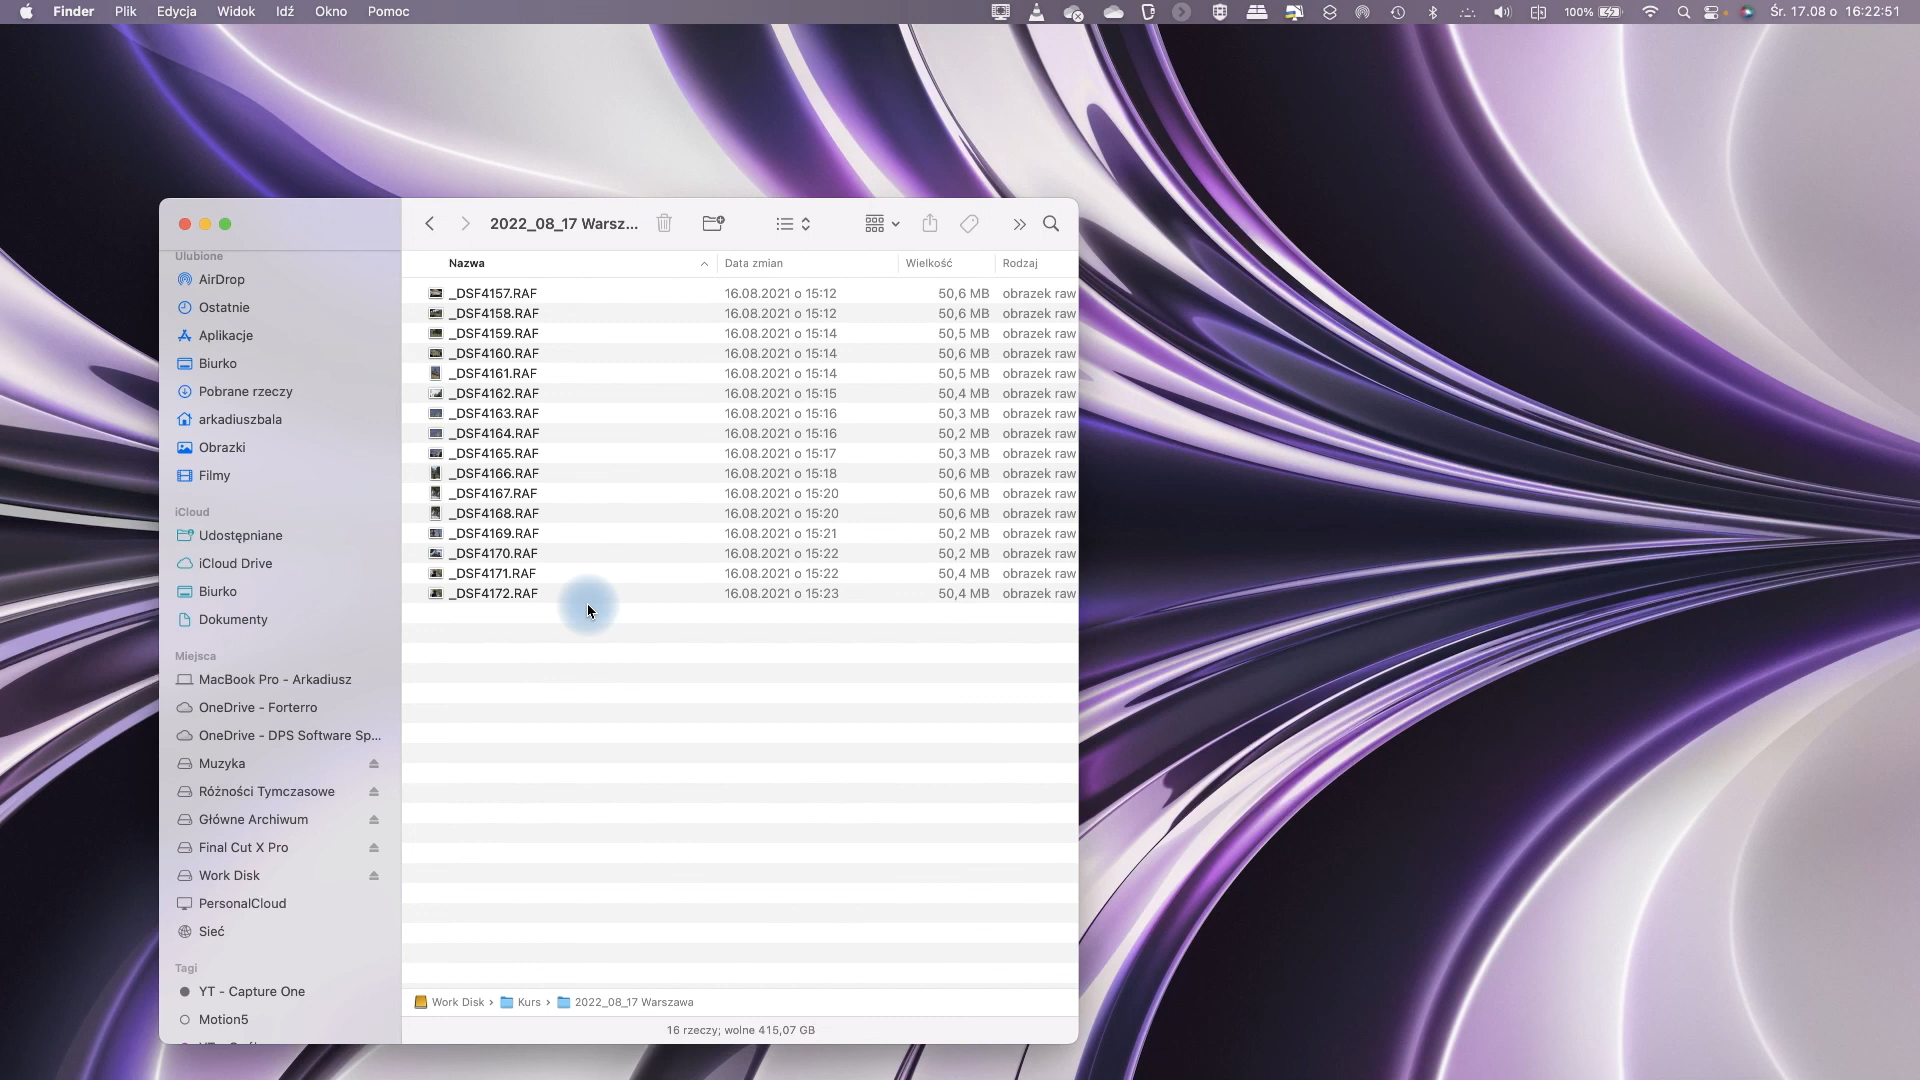 Finder Plik Edycja Widok Idź Okno Pomoc 100% Śr. 17.08 o 16:22:51
2022_08_17 Warsz...
Ulubione
AirDrop
Ostatnie
Aplikacje
Biurko
Pobrane rzeczy
arkadiuszbala
Obrazki
Filmy
iCloud
Udostępniane
iCloud Drive
Biurko
Dokumenty
Miejsca
MacBook Pro - Arkadiusz
OneDrive - Forterro
OneDrive - DPS Software Sp...
Muzyka
Różności Tymczasowe
Główne Archiwum
Final Cut X Pro
Work Disk
PersonalCloud
Sieć
Tagi
YT - Capture One
Motion5
Nazwa Data zmian Wielkość Rodzaj
_DSF4157.RAF 16.08.2021 o 15:12 50,6 MB obrazek raw
_DSF4158.RAF 16.08.2021 o 15:12 50,6 MB obrazek raw
_DSF4159.RAF 16.08.2021 o 15:14 50,5 MB obrazek raw
_DSF4160.RAF 16.08.2021 o 15:14 50,6 MB obrazek raw
_DSF4161.RAF 16.08.2021 o 15:14 50,5 MB obrazek raw
_DSF4162.RAF 16.08.2021 o 15:15 50,4 MB obrazek raw
_DSF4163.RAF 16.08.2021 o 15:16 50,3 MB obrazek raw
_DSF4164.RAF 16.08.2021 o 15:16 50,2 MB obrazek raw
_DSF4165.RAF 16.08.2021 o 15:17 50,3 MB obrazek raw
_DSF4166.RAF 16.08.2021 o 15:18 50,6 MB obrazek raw
_DSF4167.RAF 16.08.2021 o 15:20 50,6 MB obrazek raw
_DSF4168.RAF 16.08.2021 o 15:20 50,6 MB obrazek raw
_DSF4169.RAF 16.08.2021 o 15:21 50,2 MB obrazek raw
_DSF4170.RAF 16.08.2021 o 15:22 50,2 MB obrazek raw
_DSF4171.RAF 16.08.2021 o 15:22 50,4 MB obrazek raw
_DSF4172.RAF 16.08.2021 o 15:23 50,4 MB obrazek raw
Work Disk › Kurs › 2022_08_17 Warszawa
16 rzeczy; wolne 415,07 GB